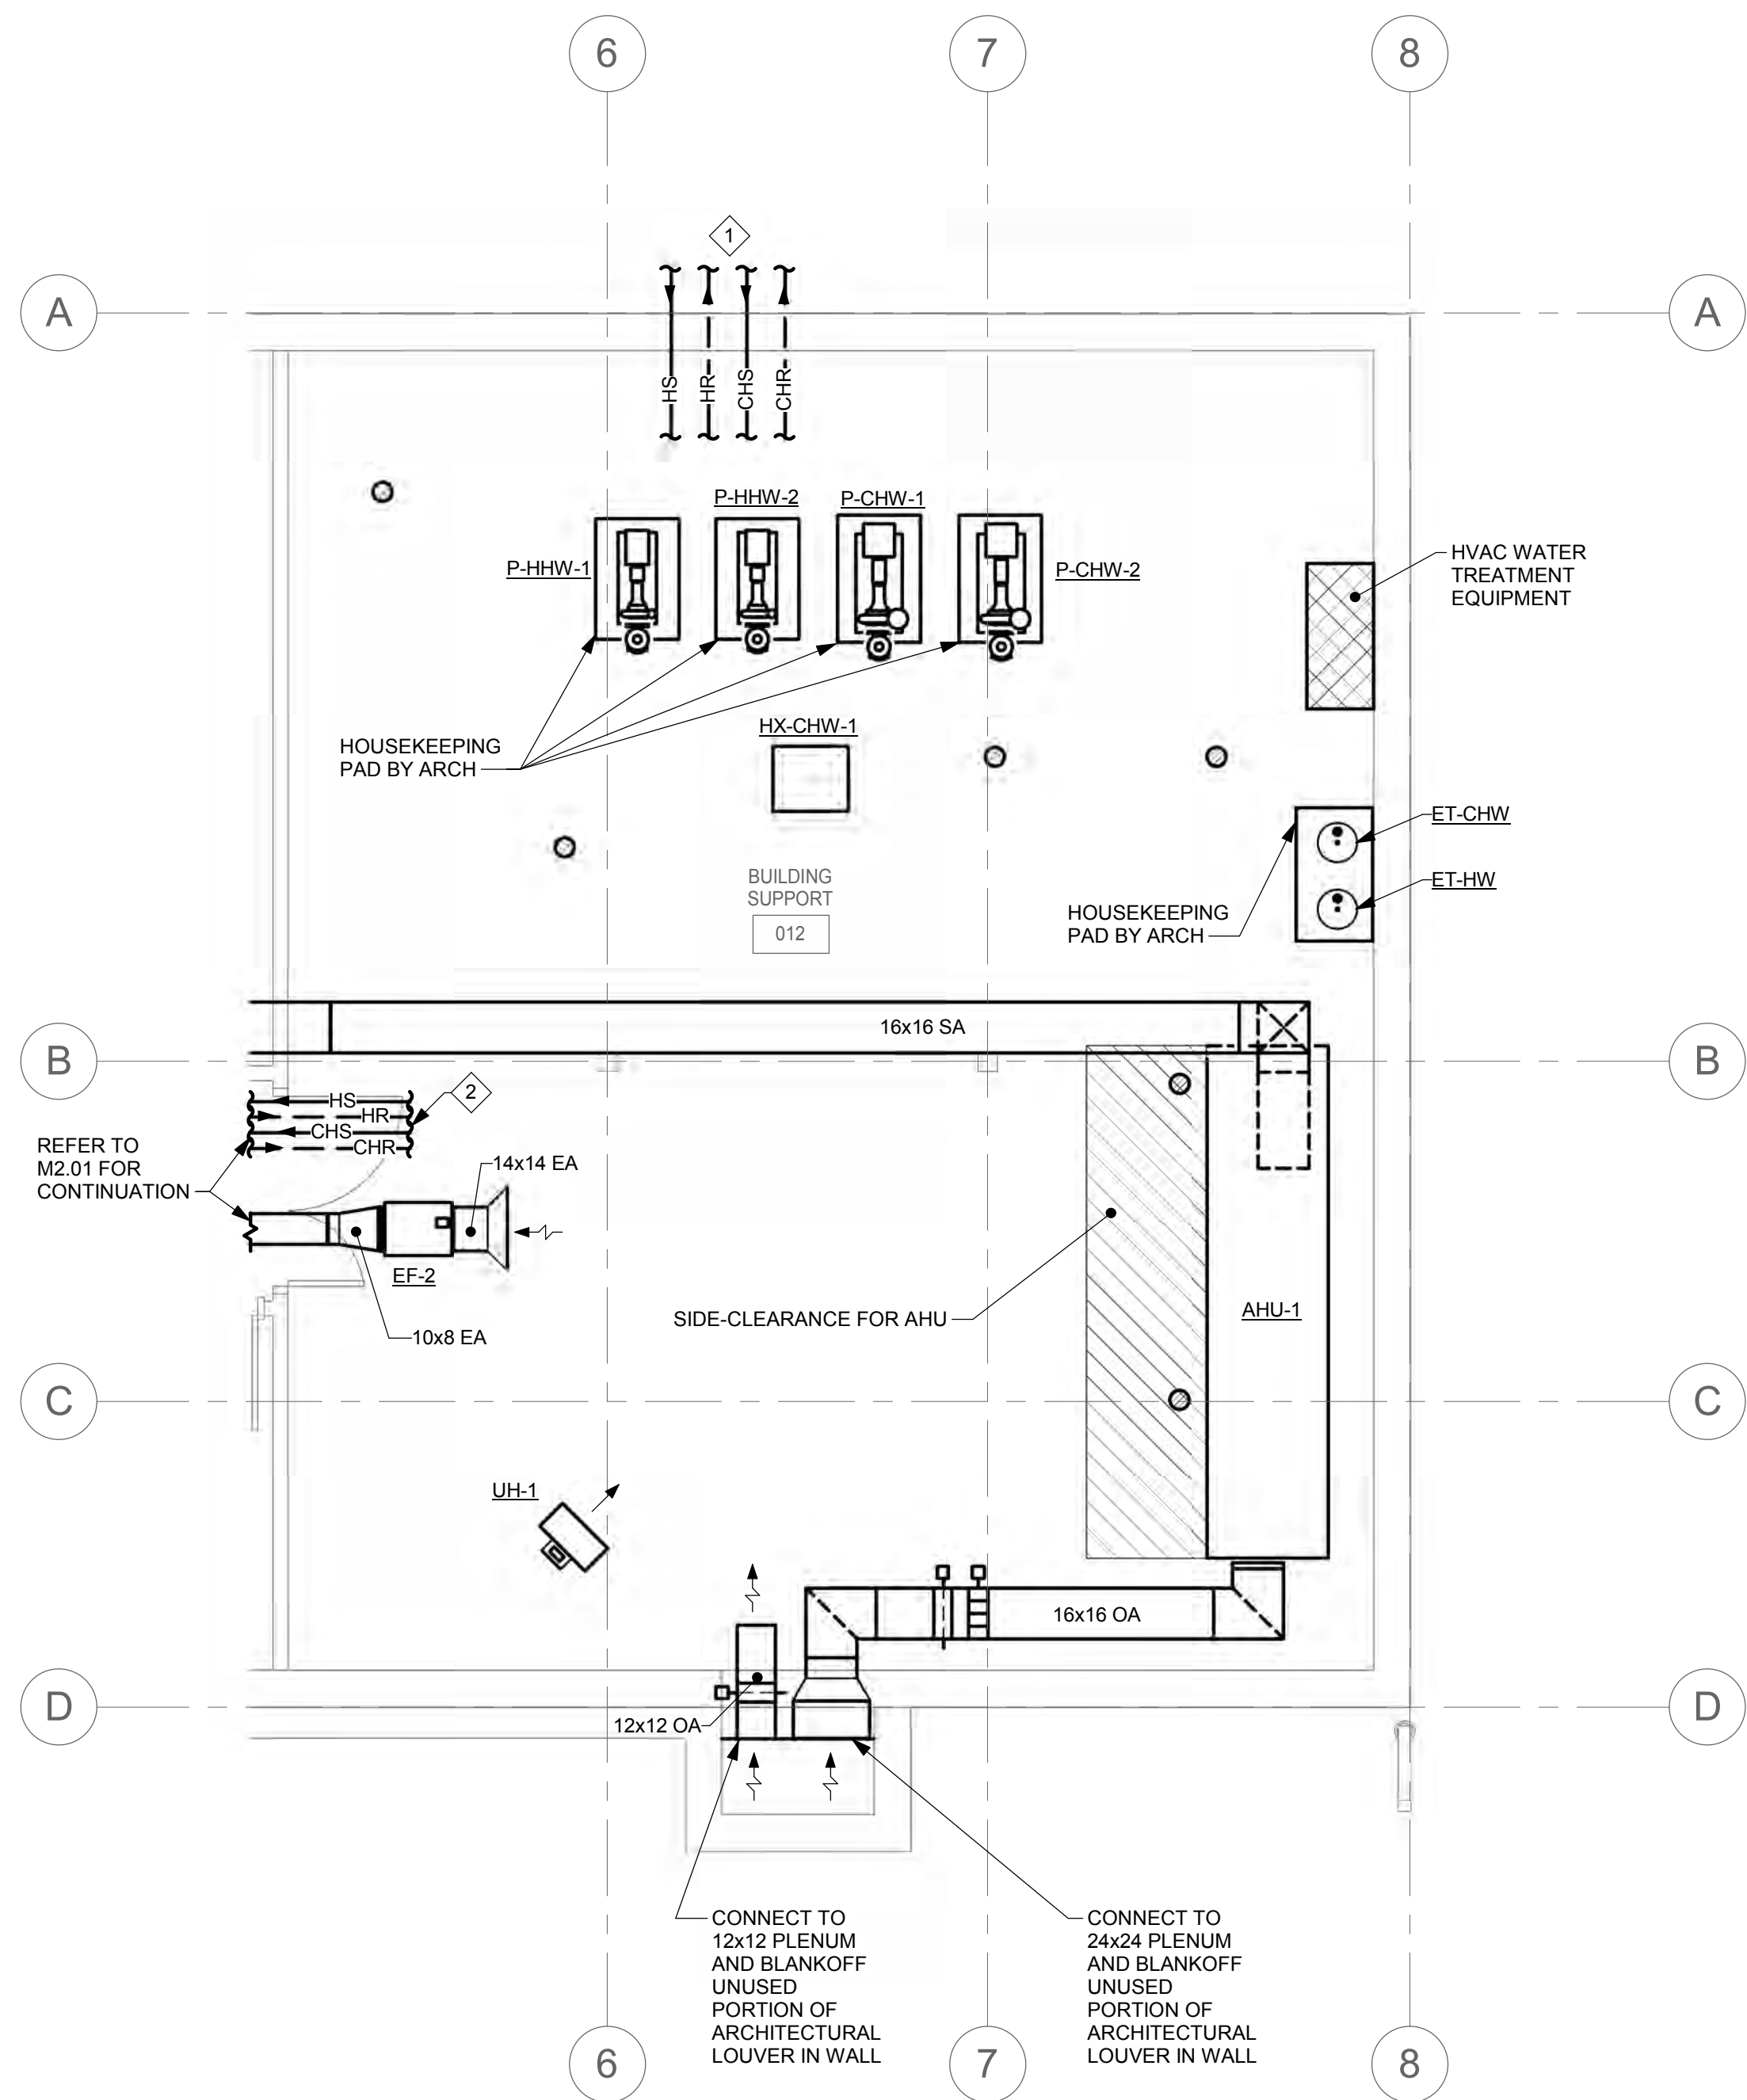 6
7
8
1
A
A
HS
HR
CHS
CHR
P-HHW-2
P-CHW-1
P-HHW-1
P-CHW-2
HVAC WATER
TREATMENT
EQUIPMENT
HOUSEKEEPING
PAD BY ARCH
HX-CHW-1
ET-CHW
BUILDING
SUPPORT
012
ET-HW
HOUSEKEEPING
PAD BY ARCH
16x16 SA
B
B
HS
2
HR
CHS
CHR
REFER TO
M2.01 FOR
CONTINUATION
14x14 EA
EF-2
10x8 EA
SIDE-CLEARANCE FOR AHU
AHU-1
C
C
UH-1
16x16 OA
D
D
12x12 OA
CONNECT TO
12x12 PLENUM
AND BLANKOFF
UNUSED
PORTION OF
ARCHITECTURAL
LOUVER IN WALL
CONNECT TO
24x24 PLENUM
AND BLANKOFF
UNUSED
PORTION OF
ARCHITECTURAL
LOUVER IN WALL
6
7
8